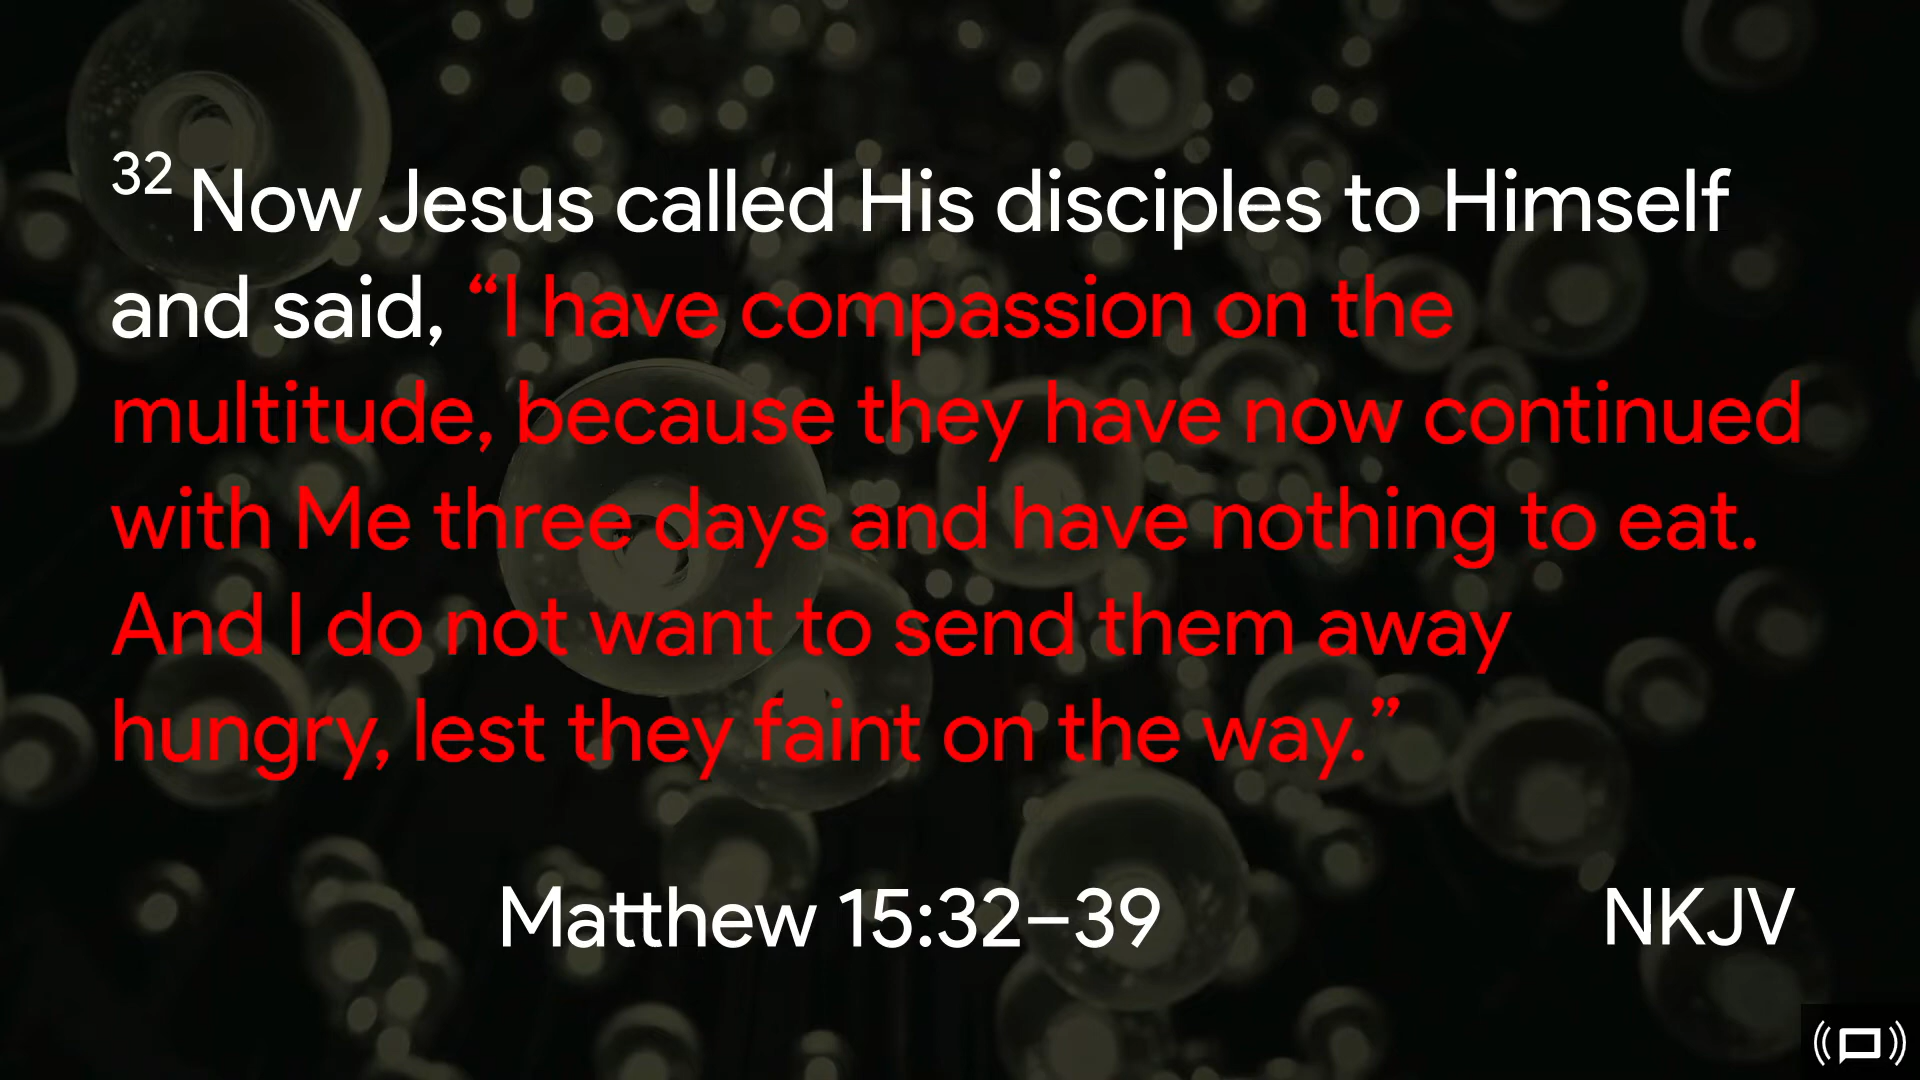 32 Now Jesus called His disciples to Himself
and said, “I have compassion on the
multitude, because they have now continued
with Me three days and have nothing to eat.
And I do not want to send them away
hungry, lest they faint on the way.”
Matthew 15:32–39 NKJV